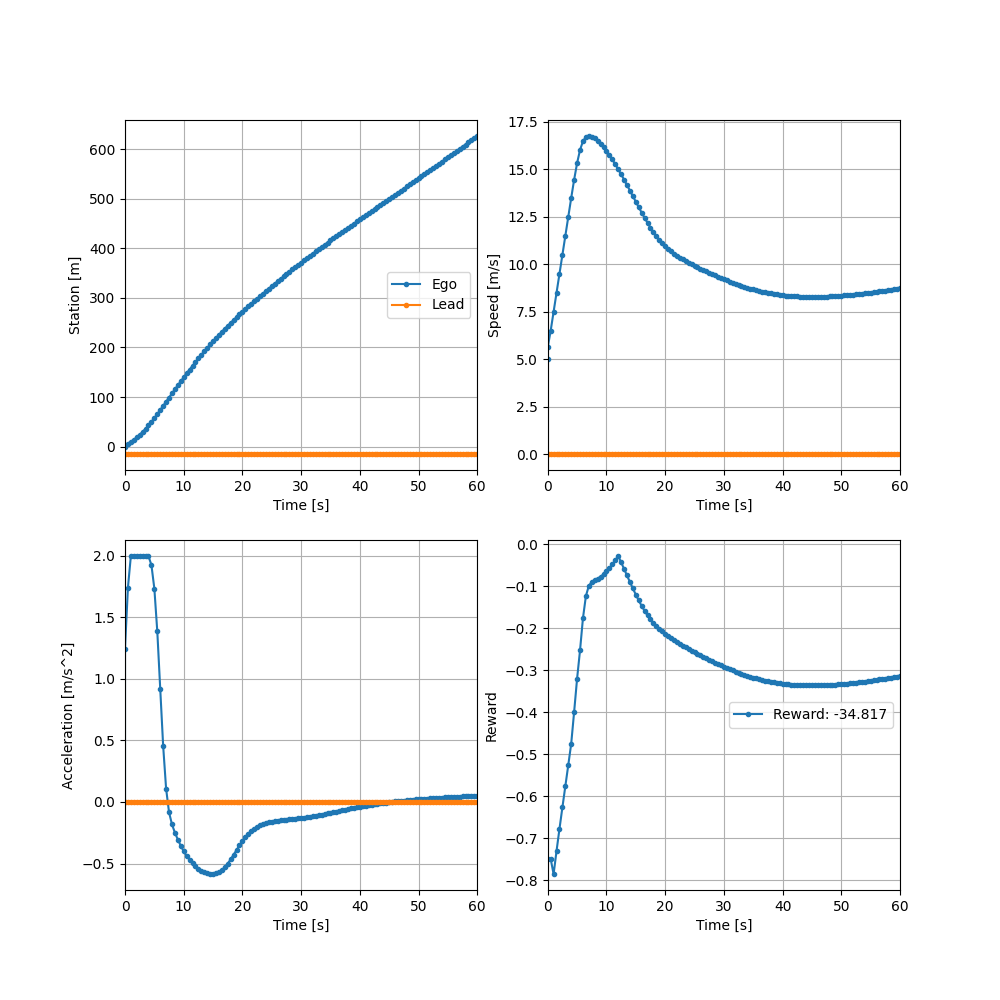 600
500
400
300
200
100
0
Station [m]
Ego
Lead
0 10 20 30 40 50 60
Time [s]
17.5
15.0
12.5
10.0
7.5
5.0
2.5
0.0
Speed [m/s]
0 10 20 30 40 50 60
Time [s]
2.0
1.5
1.0
0.5
0.0
−0.5
Acceleration [m/s^2]
0 10 20 30 40 50 60
Time [s]
0.0
−0.1
−0.2
−0.3
−0.4
−0.5
−0.6
−0.7
−0.8
Reward
Reward: -34.817
0 10 20 30 40 50 60
Time [s]